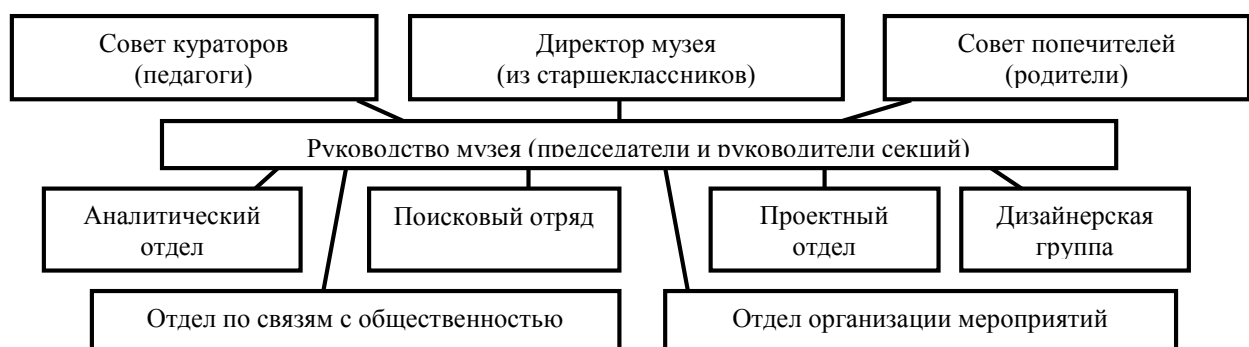 Совет кураторов
(педагоги)
Директор музея
(из старшеклассников)
Совет попечителей
(родители)
Руководство музея (председатели и руководители секций)
Аналитический
отдел
Поисковый отряд
Проектный
отдел
Дизайнерская
группа
Отдел по связям с общественностью
Отдел организации мероприятий